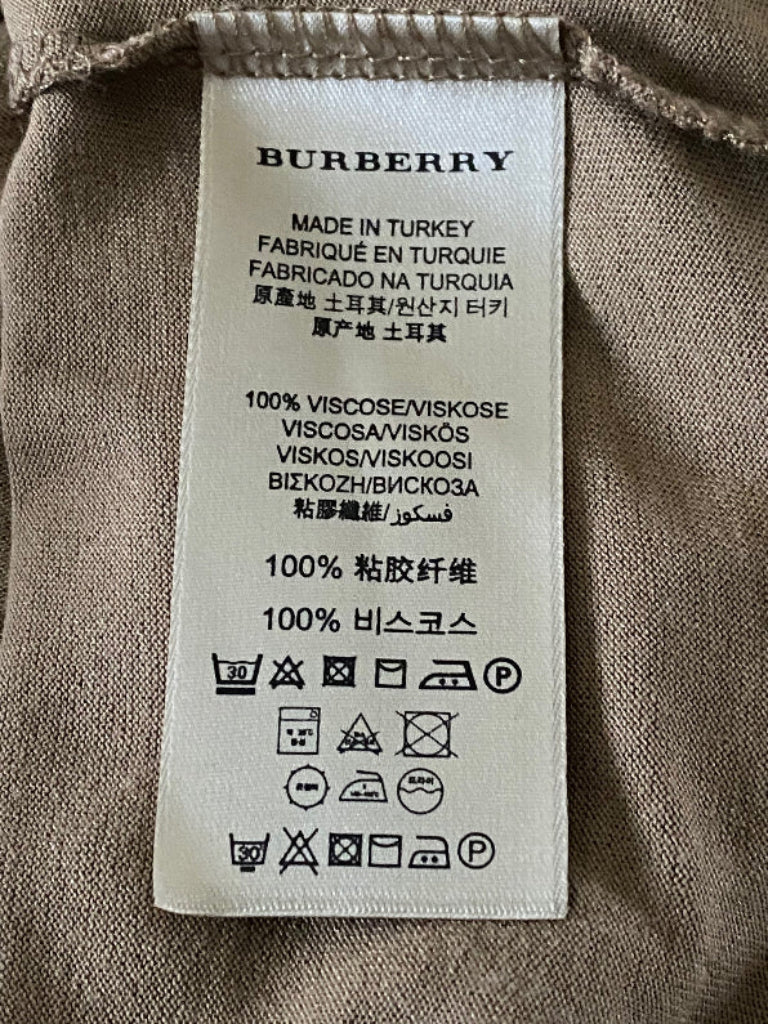 BURBERRY
MADE IN TURKEY
FABRIQUÉ EN TURQUIE
FABRICADO NA TURQUIA
原產地 土耳其/원산지 터키
原产地 土耳其
100% VISCOSE/VISKOSE
VISCOSA/VISKÖS
VISKOS/VISKOOSI
ΒΙΣΚΟΖΗ/ВИСКОЗА
粘膠纖維/فسكوز
100% 粘胶纤维
100% 비스코스
30 P
30 P